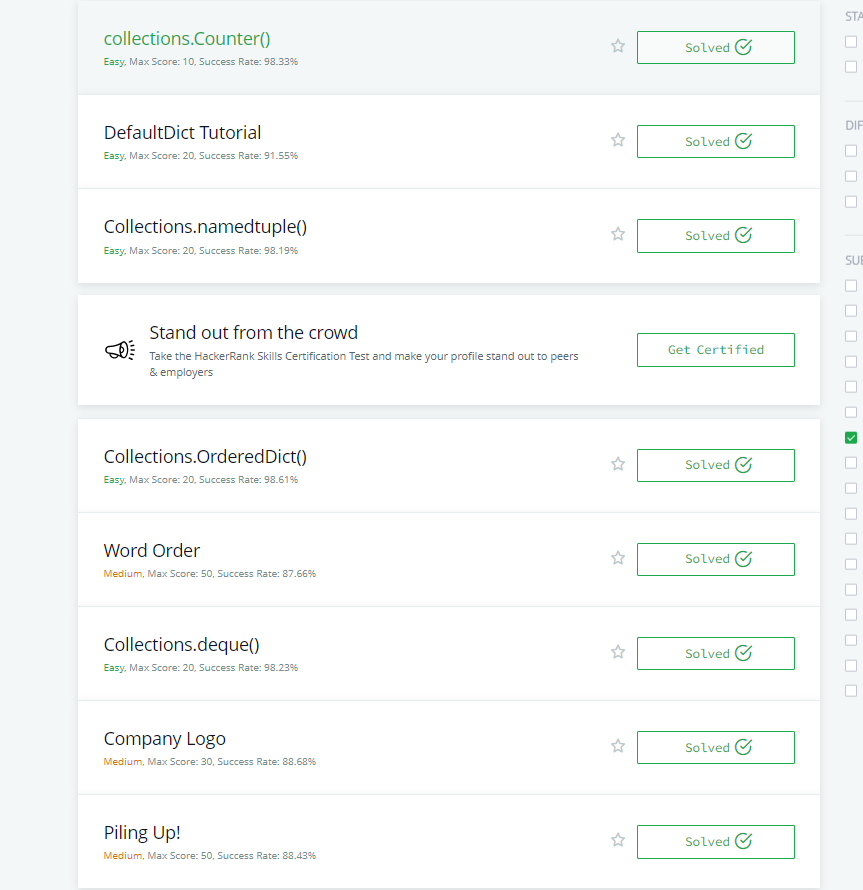 collections.Counter()
Easy, Max Score: 10, Success Rate: 98.33%
Solved
DefaultDict Tutorial
Easy, Max Score: 20, Success Rate: 91.55%
Solved
Collections.namedtuple()
Easy, Max Score: 20, Success Rate: 98.19%
Solved
Stand out from the crowd
Take the HackerRank Skills Certification Test and make your profile stand out to peers
& employers
Get Certified
Collections.OrderedDict()
Easy, Max Score: 20, Success Rate: 98.61%
Solved
Word Order
Medium, Max Score: 50, Success Rate: 87.66%
Solved
Collections.deque()
Easy, Max Score: 20, Success Rate: 98.23%
Solved
Company Logo
Medium, Max Score: 30, Success Rate: 88.68%
Solved
Piling Up!
Medium, Max Score: 50, Success Rate: 88.43%
Solved
STA
DIF
SUB